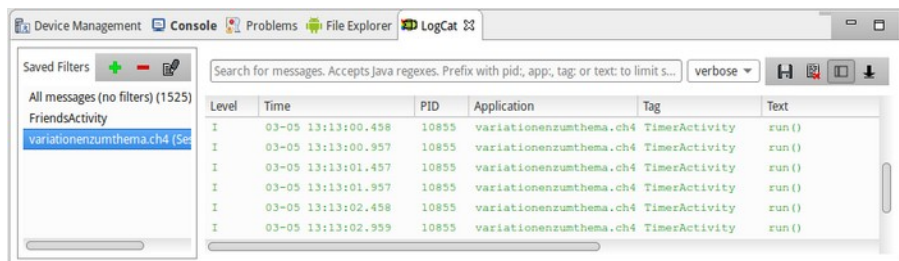 Device Management Console Problems File Explorer LogCat
Saved Filters
All messages (no filters) (1525)
FriendsActivity
variationenzumthema.ch4 (Ses
Search for messages. Accepts Java regexes. Prefix with pid:, app:, tag: or text: to limit s... verbose
Level Time PID Application Tag Text
I 03-05 13:13:00.458 10855 variationenzumthema.ch4 TimerActivity run()
I 03-05 13:13:00.957 10855 variationenzumthema.ch4 TimerActivity run()
I 03-05 13:13:01.457 10855 variationenzumthema.ch4 TimerActivity run()
I 03-05 13:13:01.957 10855 variationenzumthema.ch4 TimerActivity run()
I 03-05 13:13:02.458 10855 variationenzumthema.ch4 TimerActivity run()
I 03-05 13:13:02.959 10855 variationenzumthema.ch4 TimerActivity run()